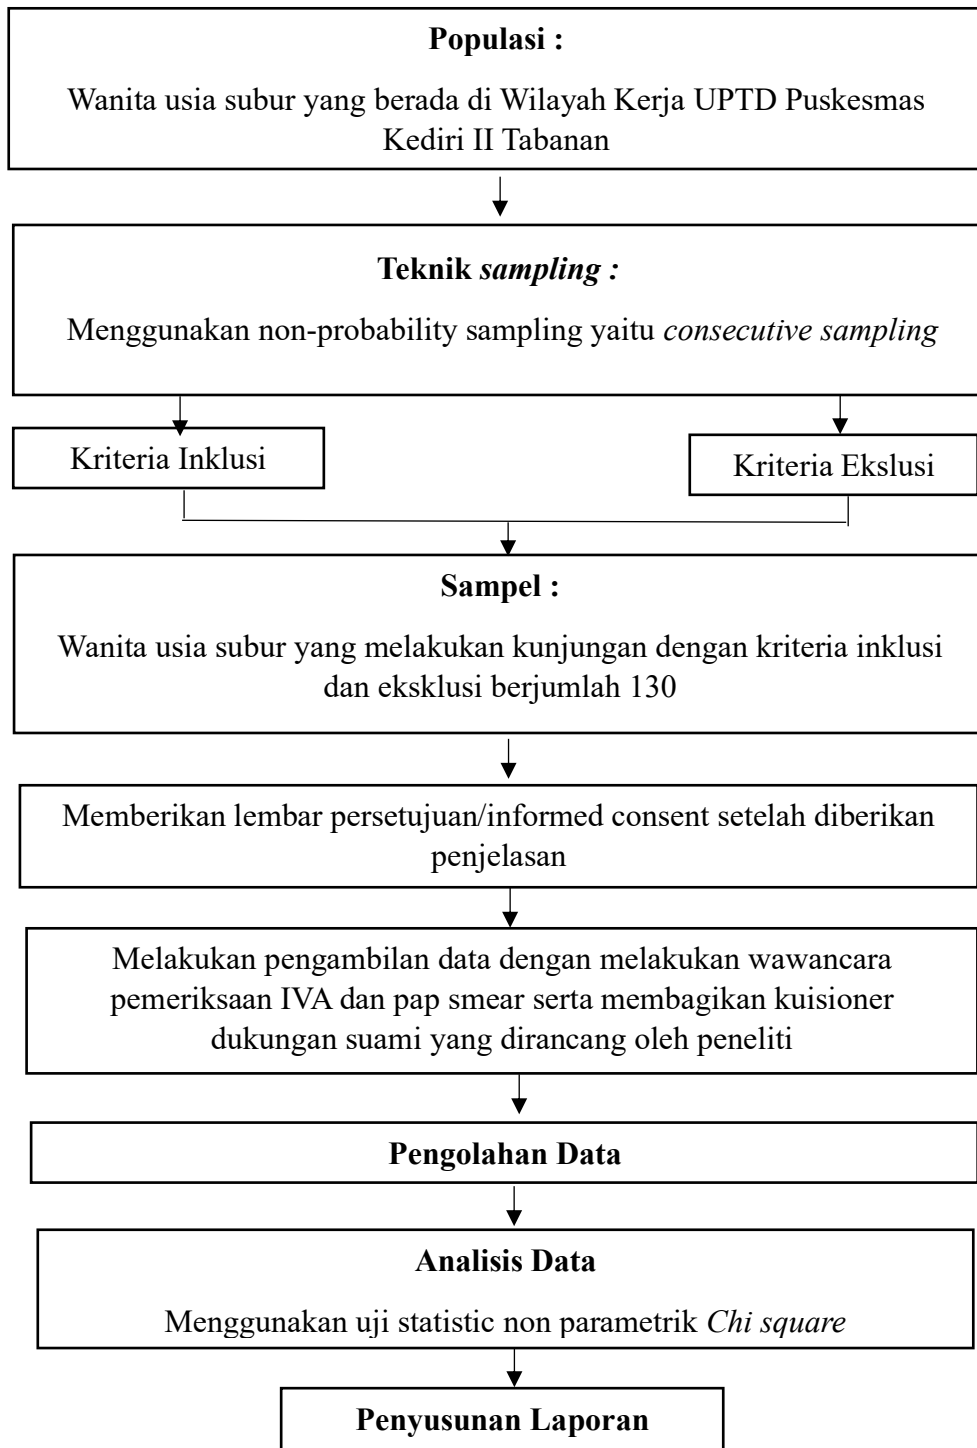 Populasi :
Wanita usia subur yang berada di Wilayah Kerja UPTD Puskesmas
Kediri II Tabanan
Teknik sampling :
Menggunakan non-probability sampling yaitu consecutive sampling
Kriteria Inklusi
Kriteria Ekslusi
Sampel :
Wanita usia subur yang melakukan kunjungan dengan kriteria inklusi
dan eksklusi berjumlah 130
Memberikan lembar persetujuan/informed consent setelah diberikan
penjelasan
Melakukan pengambilan data dengan melakukan wawancara
pemeriksaan IVA dan pap smear serta membagikan kuisioner
dukungan suami yang dirancang oleh peneliti
Pengolahan Data
Analisis Data
Menggunakan uji statistic non parametrik Chi square
Penyusunan Laporan